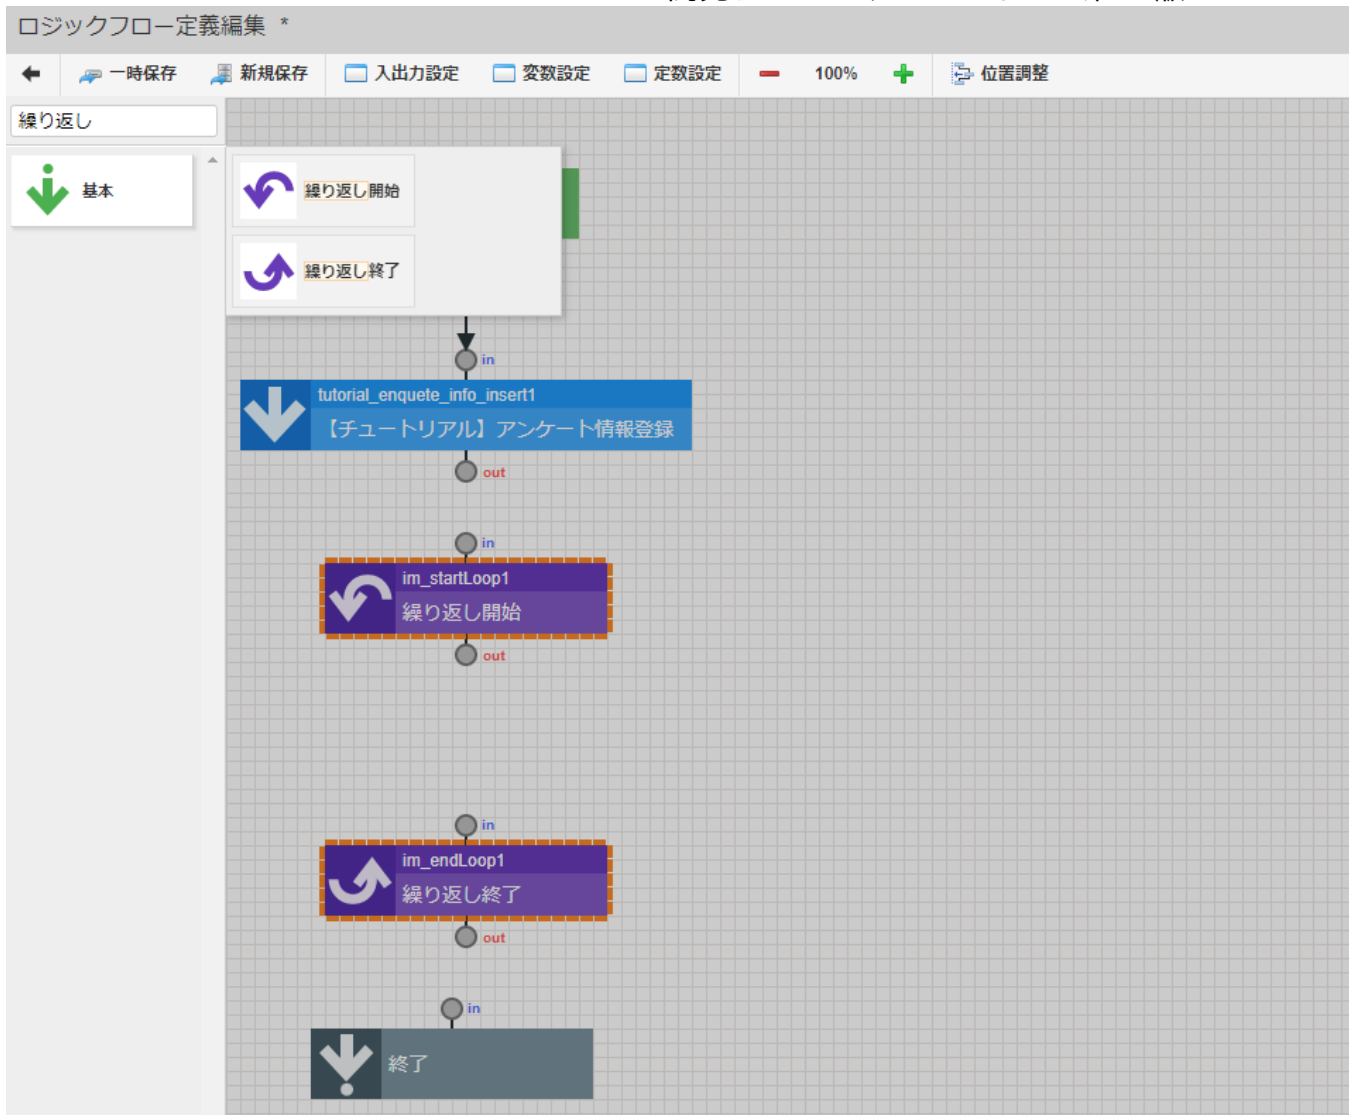 ロジックフロー定義編集 *
一時保存 新規保存 入出力設定 変数設定 定数設定 100% 位置調整
繰り返し
基本
繰り返し開始
繰り返し終了
in
tutorial_enquete_info_insert1
【チュートリアル】アンケート情報登録
out
in
im_startLoop1
繰り返し開始
out
in
im_endLoop1
繰り返し終了
out
in
終了